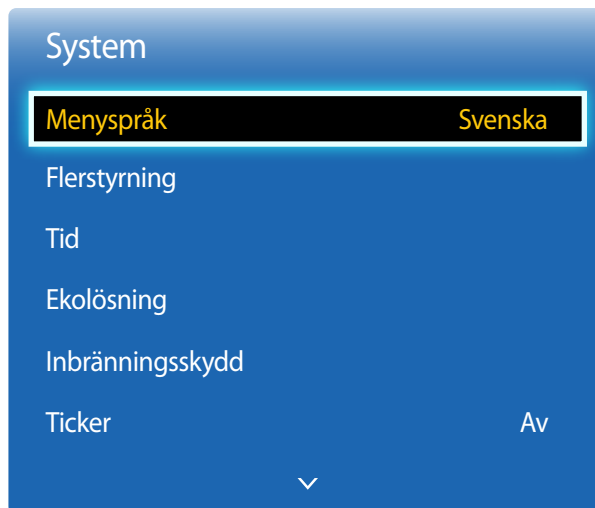 System
Menyspråk Svenska
Flerstyrning
Tid
Ekolösning
Inbränningsskydd
Ticker Av